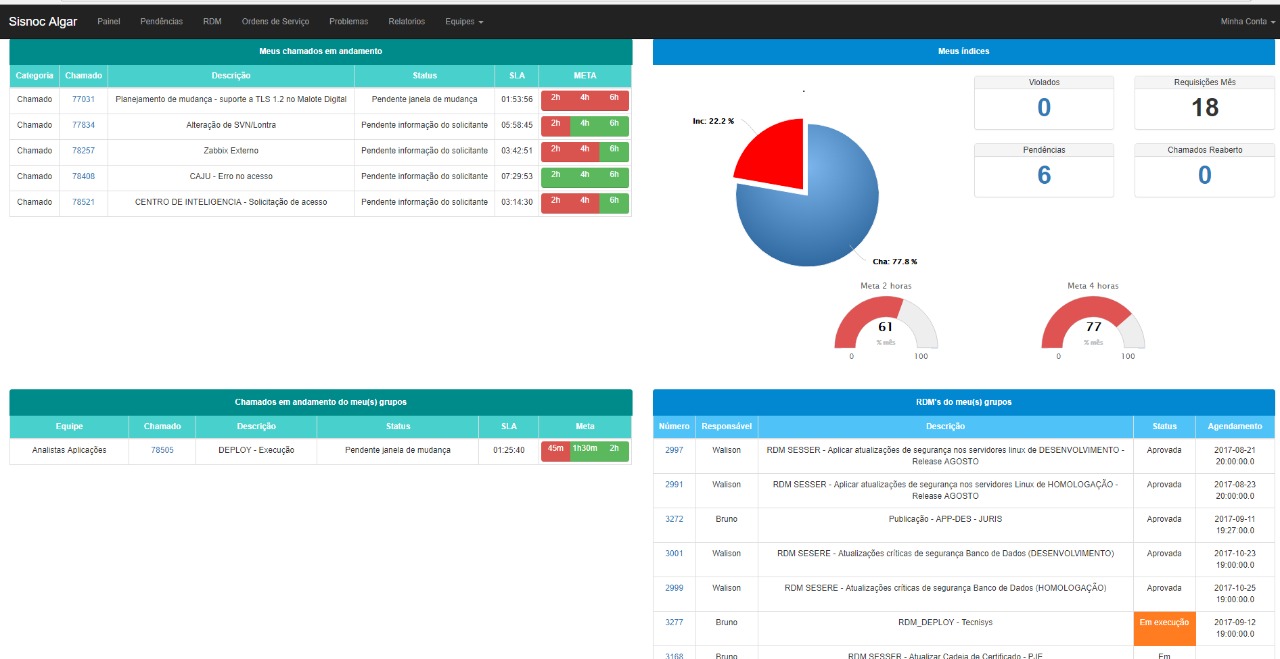 Sisnoc Algar Painel Pendências RDM Ordens de Serviço Problemas Relatorios Equipes Minha Conta
Meus chamados em andamento
Categoria Chamado Descrição Status SLA META
Chamado 77031 Planejamento de mudança - suporte a TLS 1.2 no Malote Digital Pendente janela de mudança 01:53:56 2h 4h 6h
Chamado 77834 Alteração de SVN/Lontra Pendente informação do solicitante 05:58:45 2h 4h 6h
Chamado 78257 Zabbix Externo Pendente informação do solicitante 03:42:51 2h 4h 6h
Chamado 78408 CAJU - Erro no acesso Pendente informação do solicitante 07:29:53 2h 4h 6h
Chamado 78521 CENTRO DE INTELIGENCIA - Solicitação de acesso Pendente informação do solicitante 03:14:30 2h 4h 6h
Meus índices
.
Inc: 22.2 %
Cha: 77.8 %
Violados
0
Requisições Mês
18
Pendências
6
Chamados Reaberto
0
Meta 2 horas
61
% mês
0 100
Meta 4 horas
77
% mês
0 100
Chamados em andamento do meu(s) grupos
Equipe Chamado Descrição Status SLA Meta
Analistas Aplicações 78505 DEPLOY - Execução Pendente janela de mudança 01:25:40 45m 1h30m 2h
RDM's do meu(s) grupos
Número Responsável Descrição Status Agendamento
2997 Walison RDM SESSER - Aplicar atualizações de segurança nos servidores linux de DESENVOLVIMENTO - Aprovada 2017-08-21
Release AGOSTO 20:00:00.0
2991 Walison RDM SESSER - Aplicar atualizações de segurança nos servidores Linux de HOMOLOGAÇÃO - Aprovada 2017-08-23
Release AGOSTO 20:00:00.0
3272 Bruno Publicação - APP-DES - JURIS Aprovada 2017-09-11
19:27:00.0
3001 Walison RDM SESERE - Atualizações críticas de segurança Banco de Dados (DESENVOLVIMENTO) Aprovada 2017-10-23
19:00:00.0
2999 Walison RDM SESERE - Atualizações críticas de segurança Banco de Dados (HOMOLOGAÇÃO) Aprovada 2017-10-25
19:00:00.0
3277 Bruno RDM_DEPLOY - Tecnisys Em execução 2017-09-12
19:00:00.0
3168 Bruno RDM SESSER - Atualizar Cadeia de Certificado - PJE Em